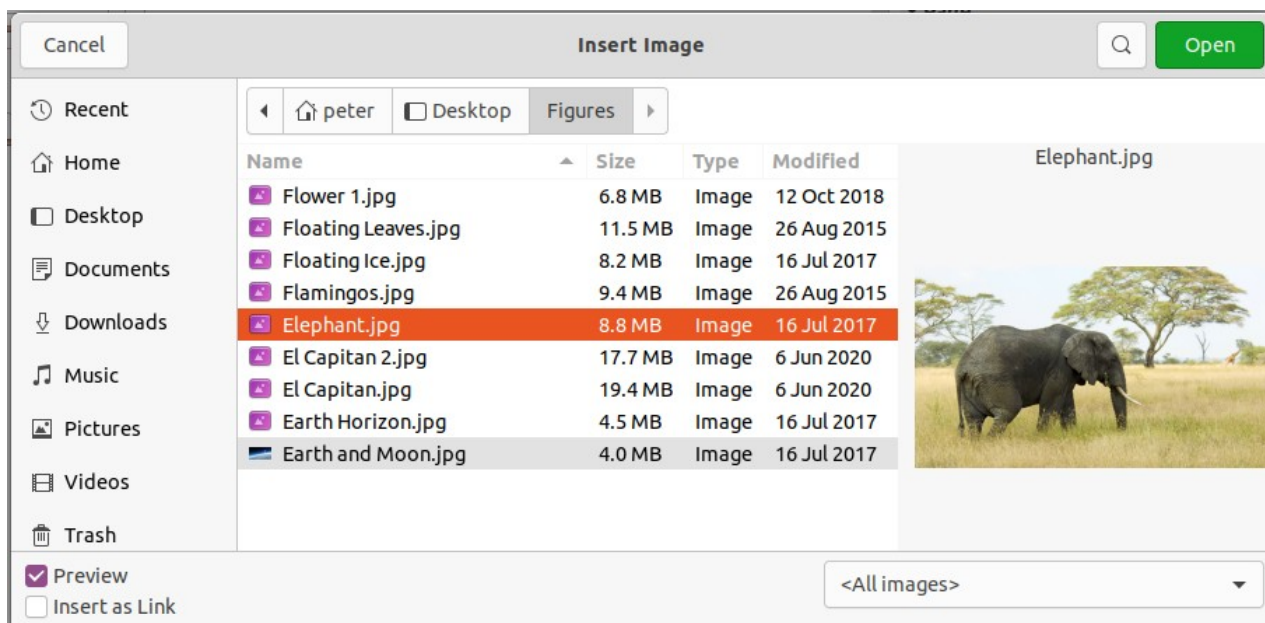 Cancel
Insert Image
Open
Recent
Home
Desktop
Documents
Downloads
Music
Pictures
Videos
Trash
peter
Desktop
Figures
Name Size Type Modified
Flower 1.jpg 6.8 MB Image 12 Oct 2018
Floating Leaves.jpg 11.5 MB Image 26 Aug 2015
Floating Ice.jpg 8.2 MB Image 16 Jul 2017
Flamingos.jpg 9.4 MB Image 26 Aug 2015
Elephant.jpg 8.8 MB Image 16 Jul 2017
El Capitan 2.jpg 17.7 MB Image 6 Jun 2020
El Capitan.jpg 19.4 MB Image 6 Jun 2020
Earth Horizon.jpg 4.5 MB Image 16 Jul 2017
Earth and Moon.jpg 4.0 MB Image 16 Jul 2017
Elephant.jpg
Preview
Insert as Link
<All images>